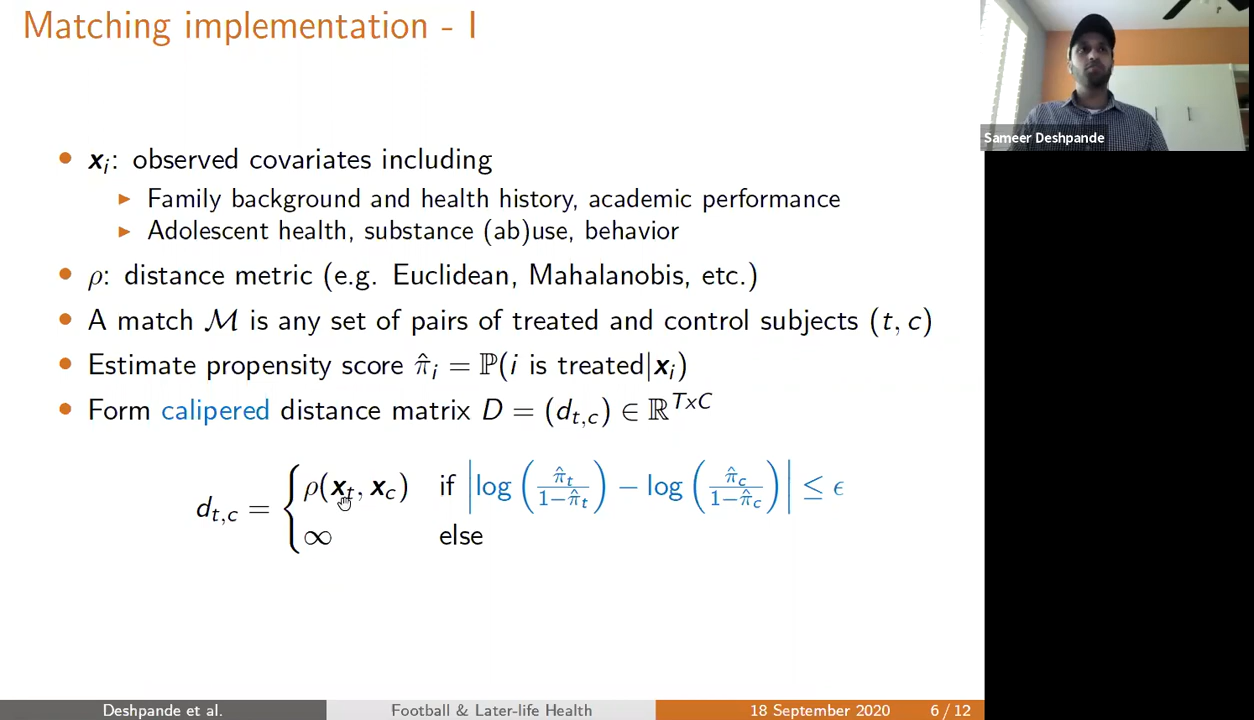 Matching implementation - I
Sameer Deshpande
• xᵢ: observed covariates including
▶ Family background and health history, academic performance
▶ Adolescent health, substance (ab)use, behavior
• ρ: distance metric (e.g. Euclidean, Mahalanobis, etc.)
• A match ℳ is any set of pairs of treated and control subjects (t, c)
• Estimate propensity score π̂ᵢ = ℙ(i is treated|xᵢ)
• Form calipered distance matrix D = (d_{t,c}) ∈ ℝ^{TxC}
d_{t,c} = { ρ(x_t, x_c) if |log(π̂_t / 1−π̂_t) − log(π̂_c / 1−π̂_c)| ≤ ϵ
∞ else
Deshpande et al. Football & Later-life Health 18 September 2020 6 / 12